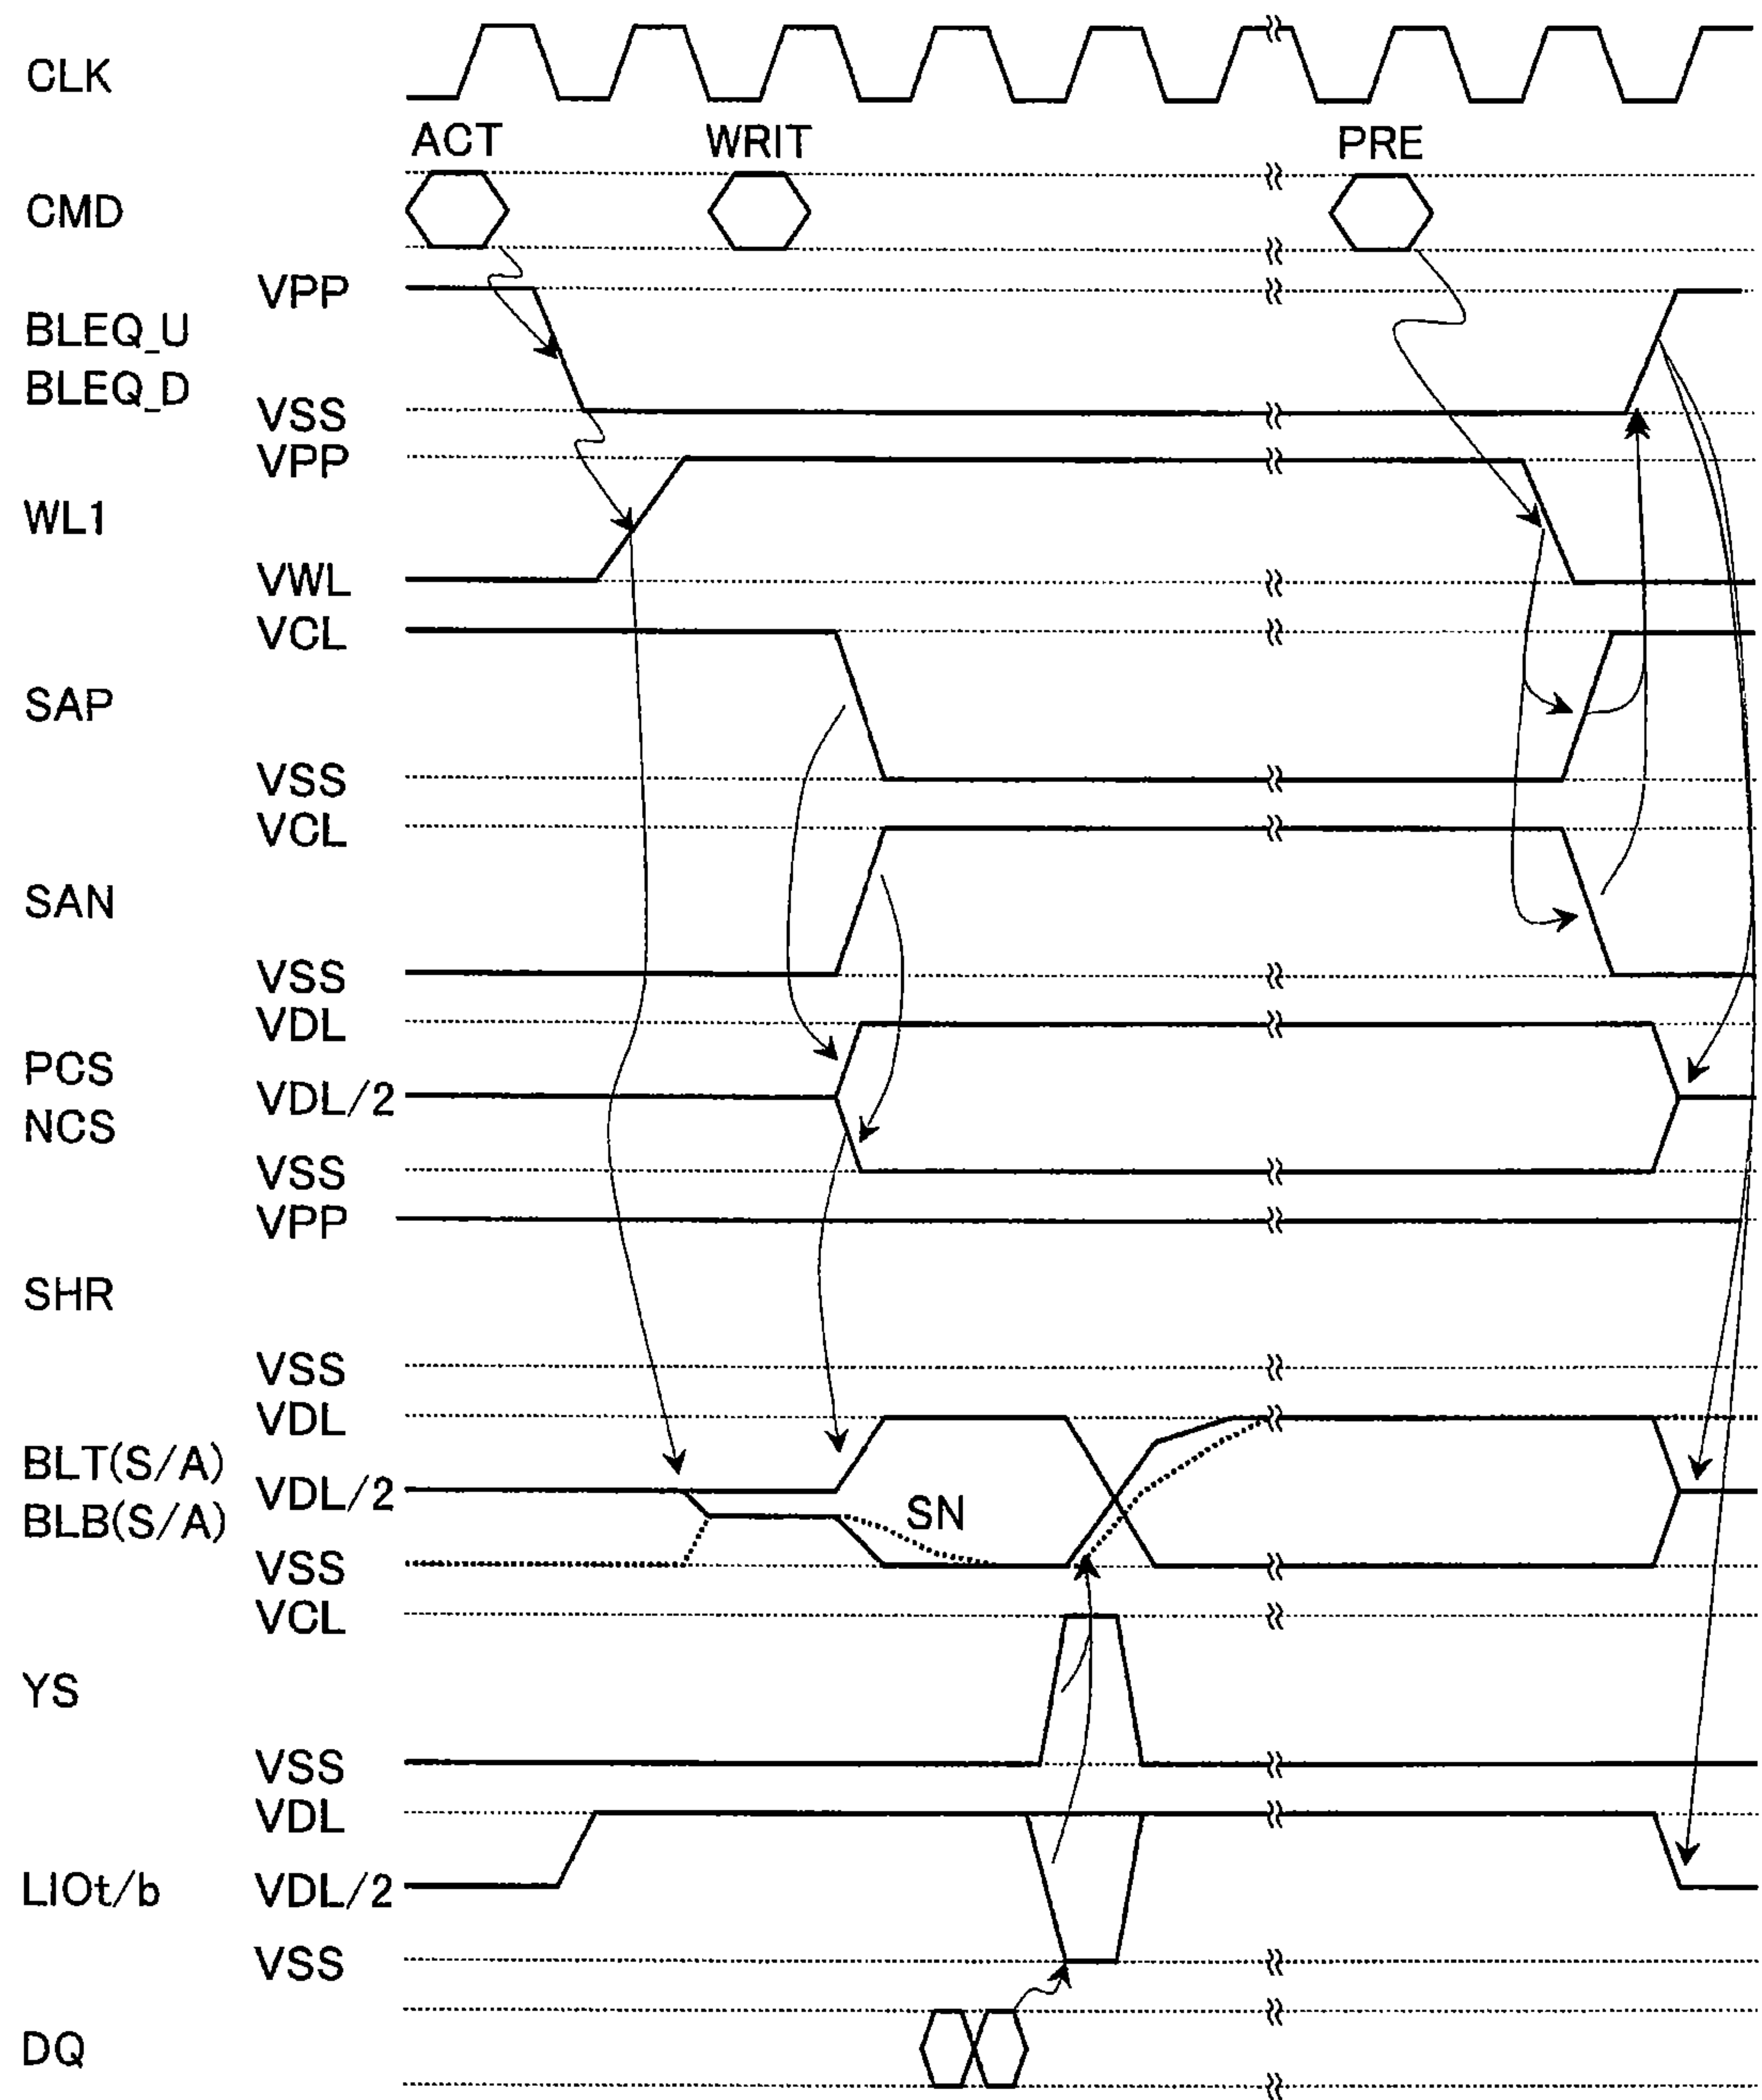 CLK
ACT WRIT PRE
CMD
VPP
BLEQ_U
BLEQ_D
VSS
VPP
WL1
VWL
VCL
SAP
VSS
VCL
SAN
VSS
VDL
PCS
VDL/2
NCS
VSS
VPP
SHR
VSS
VDL
BLT(S/A)
VDL/2
BLB(S/A)
SN
VSS
VCL
YS
VSS
VDL
LIOt/b VDL/2
VSS
DQ